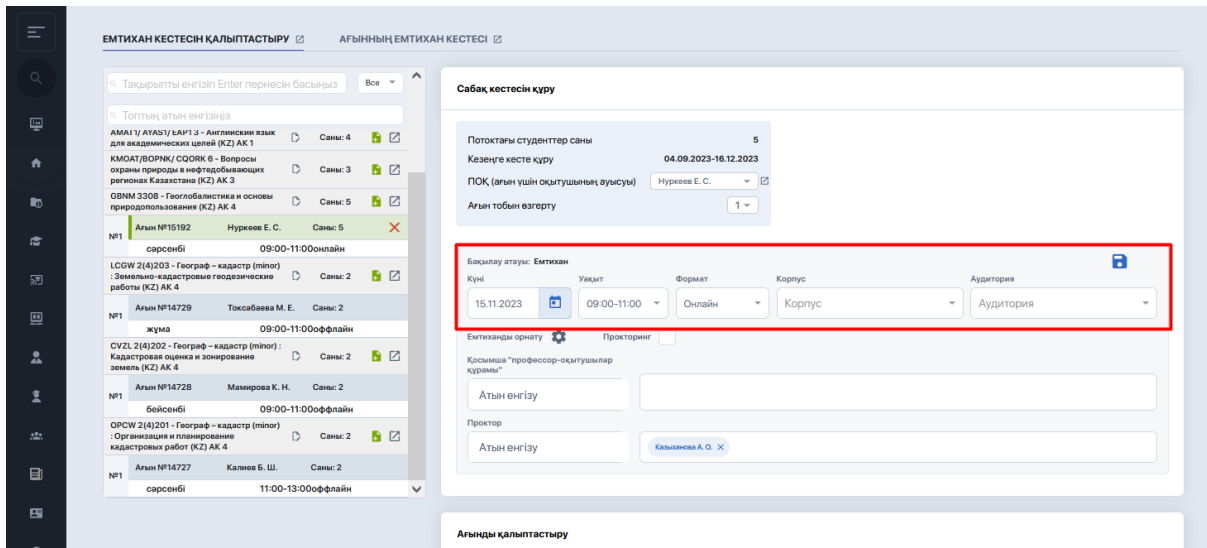 ЕМТИХАН КЕСТЕСІН ҚАЛЫПТАСТЫРУ
АҒЫННЫҢ ЕМТИХАН КЕСТЕСІ
Тақырыпты енгізіп Enter пернесін басыңыз
Все
Топтың атын енгізіңіз
AMAT1/ AYAS1/ EAP1 3 - Английский язык
для академических целей (KZ) АК 1
Саны: 4
KMOAT/BOPNK/ CQORK 6 - Вопросы
охраны природы в нефтедобывающих
регионах Казахстана (KZ) АК 3
Саны: 3
GBNM 3308 - Геоглобалистика и основы
природопользования (KZ) АК 4
Саны: 5
№1
Ағын №15192 Нуркеев Е. С. Саны: 5
сәрсенбі 09:00-11:00онлайн
LCGW 2(4)203 - Географ – кадастр (minor)
: Земельно-кадастровые геодезические
работы (KZ) АК 4
Саны: 2
№1
Ағын №14729 Токсабаева М. Е. Саны: 2
жұма 09:00-11:00оффлайн
CVZL 2(4)202 - Географ – кадастр (minor) :
Кадастровая оценка и зонирование
земель (KZ) АК 4
Саны: 2
№1
Ағын №14728 Мамирова К. Н. Саны: 2
бейсенбі 09:00-11:00оффлайн
OPCW 2(4)201 - Географ – кадастр (minor)
: Организация и планирование
кадастровых работ (KZ) АК 4
Саны: 2
№1
Ағын №14727 Калиев Б. Ш. Саны: 2
сәрсенбі 11:00-13:00оффлайн
Сабақ кестесін құру
Потоктағы студенттер саны 5
Кезеңге кесте құру 04.09.2023-16.12.2023
ПОҚ (ағын үшін оқытушының ауысуы) Нуркеев Е. С.
Ағын тобын өзгерту 1
Бақылау атауы: Емтихан
Күні Уақыт Формат Корпус Аудитория
15.11.2023 09:00-11:00 Онлайн Корпус Аудитория
Емтиханды орнату Прокторинг
Қосымша "профессор-оқытушылар
құрамы"
Атын енгізу
Проктор
Атын енгізу Казыханова А. О.
Ағынды қалыптастыру